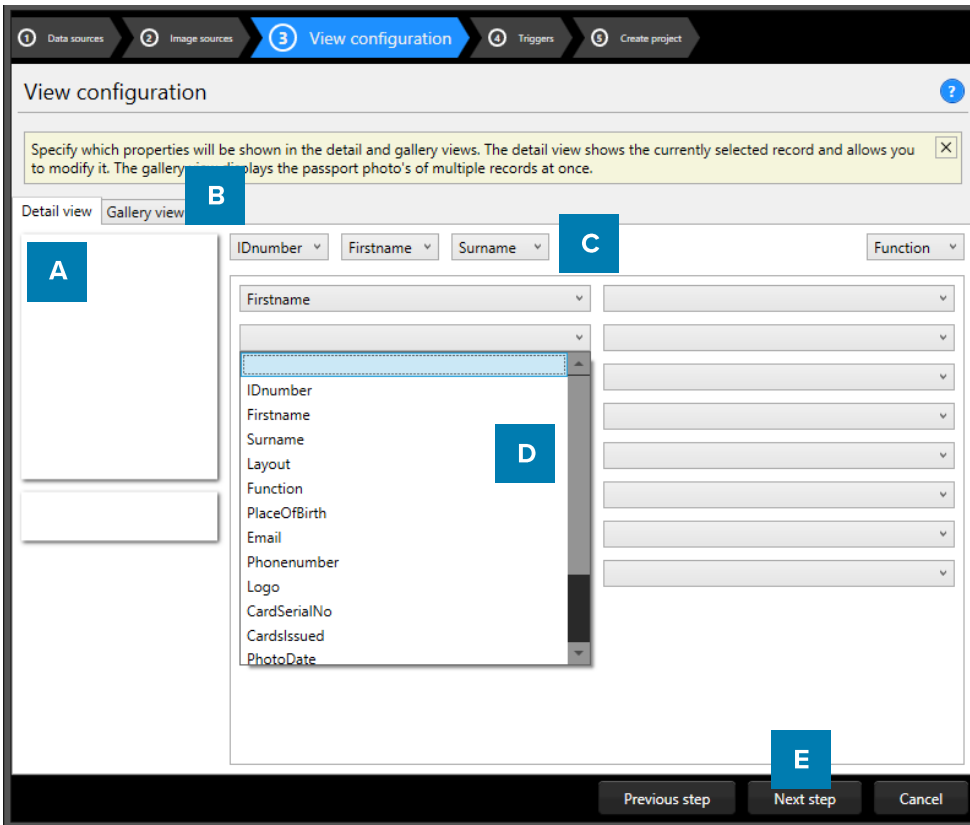 1 Data sources
2 Image sources
3 View configuration
4 Triggers
5 Create project
View configuration
?
Specify which properties will be shown in the detail and gallery views. The detail view shows the currently selected record and allows you
to modify it. The gallery displays the passport photo's of multiple records at once.
B
Detail view Gallery view
A
IDnumber Firstname Surname
C
Function
Firstname
IDnumber
Firstname
Surname
D
Layout
Function
PlaceOfBirth
Email
Phonenumber
Logo
CardSerialNo
CardsIssued
PhotoDate
E
Previous step Next step Cancel